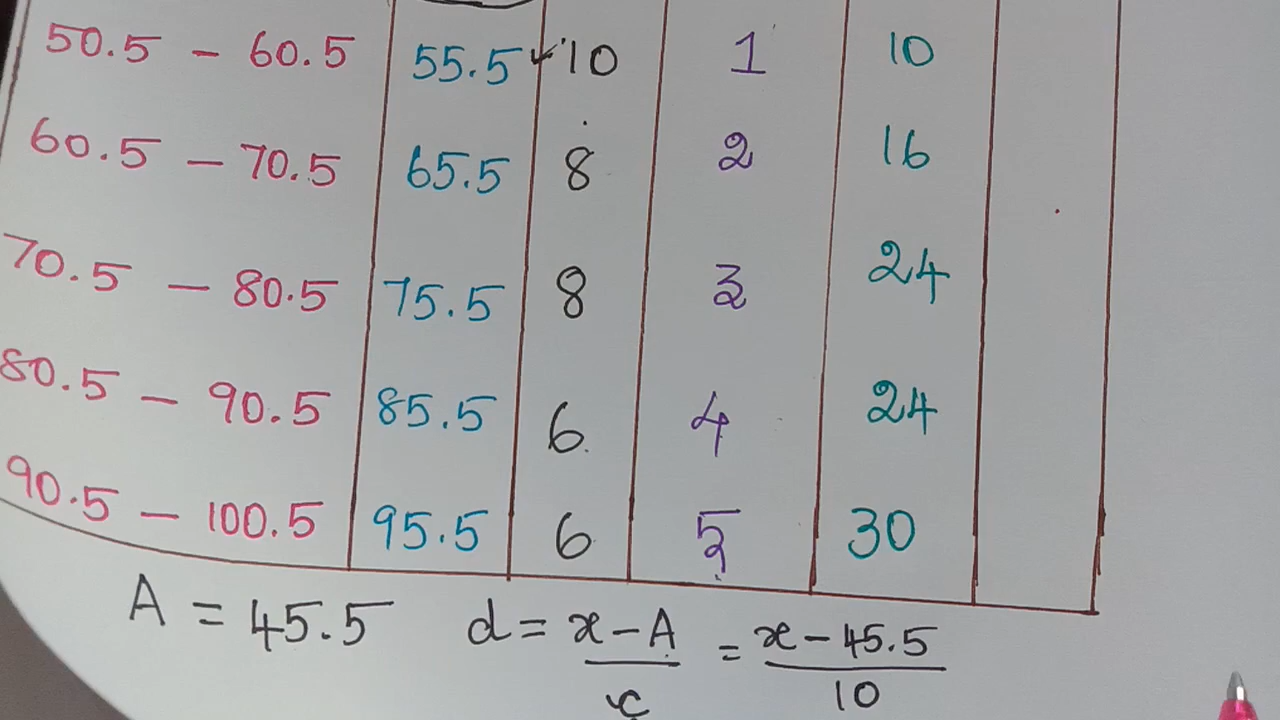 50.5 – 60.5 55.5 10 1 10
60.5 – 70.5 65.5 8 2 16
70.5 – 80.5 75.5 8 3 24
80.5 – 90.5 85.5 6 4 24
90.5 – 100.5 95.5 6 5 30
A = 45.5 d = x – A / c = x – 45.5 / 10